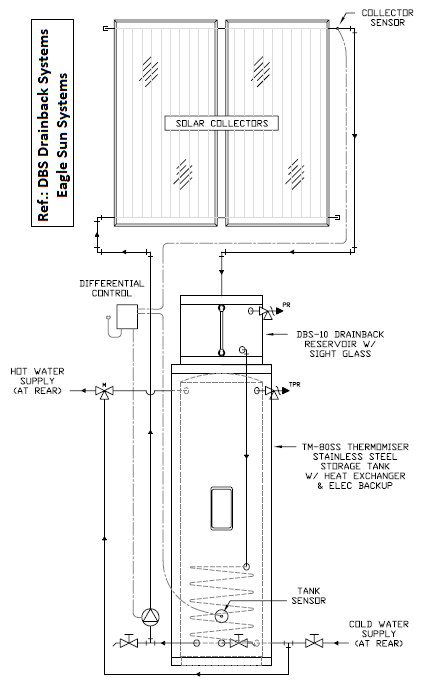 COLLECTOR
SENSOR
Ref.: DBS Drainback Systems
Eagle Sun Systems
SOLAR COLLECTORS
DIFFERENTIAL
CONTROL
PR
DBS-10 DRAINBACK
RESERVOIR W/
SIGHT GLASS
HOT WATER
SUPPLY
(AT REAR)
M
TPR
TM-80SS THERMOMISER
STAINLESS STEEL
STORAGE TANK
W/ HEAT EXCHANGER
& ELEC BACKUP
TANK
SENSOR
COLD WATER
SUPPLY
(AT REAR)